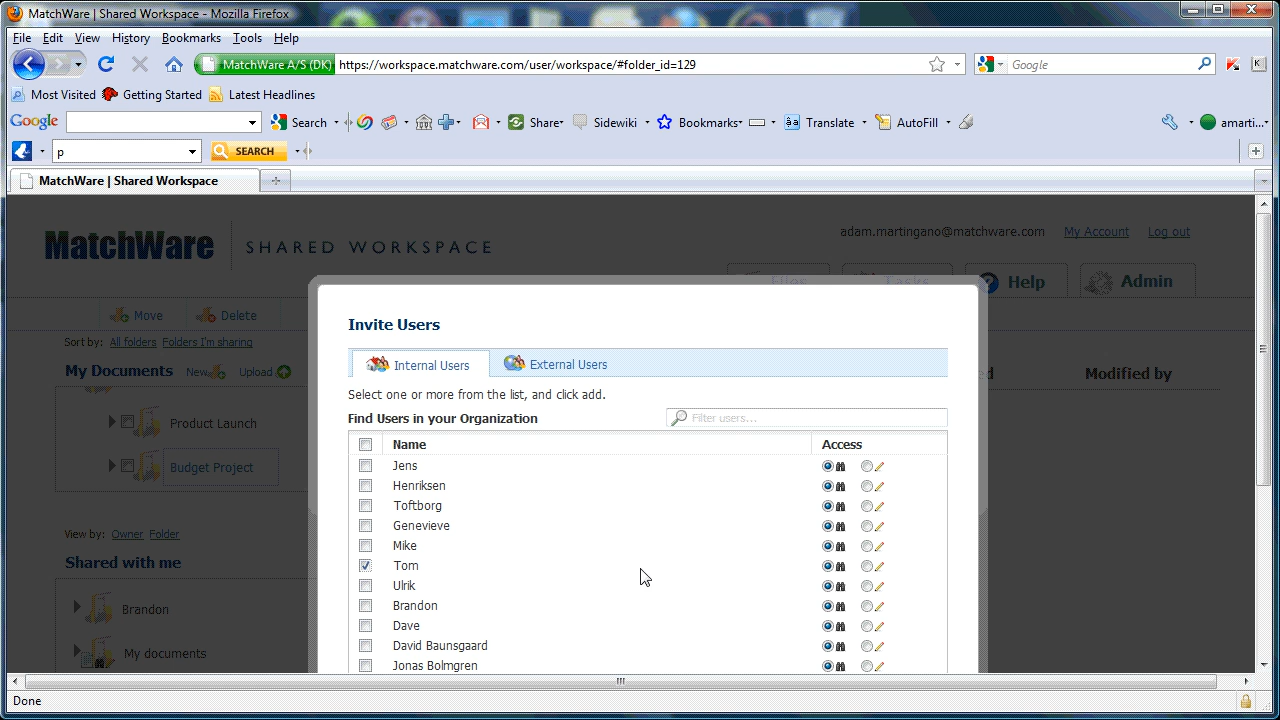 MatchWare | Shared Workspace - Mozilla Firefox
File Edit View History Bookmarks Tools Help
MatchWare A/S (DK) https://workspace.matchware.com/user/workspace/#folder_id=129 Google
Most Visited Getting Started Latest Headlines
Google Search Share Sidewiki Bookmarks Translate AutoFill amarti...
p SEARCH
MatchWare | Shared Workspace
MatchWare SHARED WORKSPACE
adam.martingano@matchware.com My Account Log out
Files Tasks Help Admin
Move Delete
Sort by: All folders Folders I'm sharing
My Documents New Upload
Modified by
Product Launch
Budget Project
View by: Owner Folder
Shared with me
Brandon
My documents
Invite Users
Internal Users External Users
Select one or more from the list, and click add.
Find Users in your Organization Filter users...
Name Access
Jens
Henriksen
Toftborg
Genevieve
Mike
Tom
Ulrik
Brandon
Dave
David Baunsgaard
Jonas Bolmgren
Done